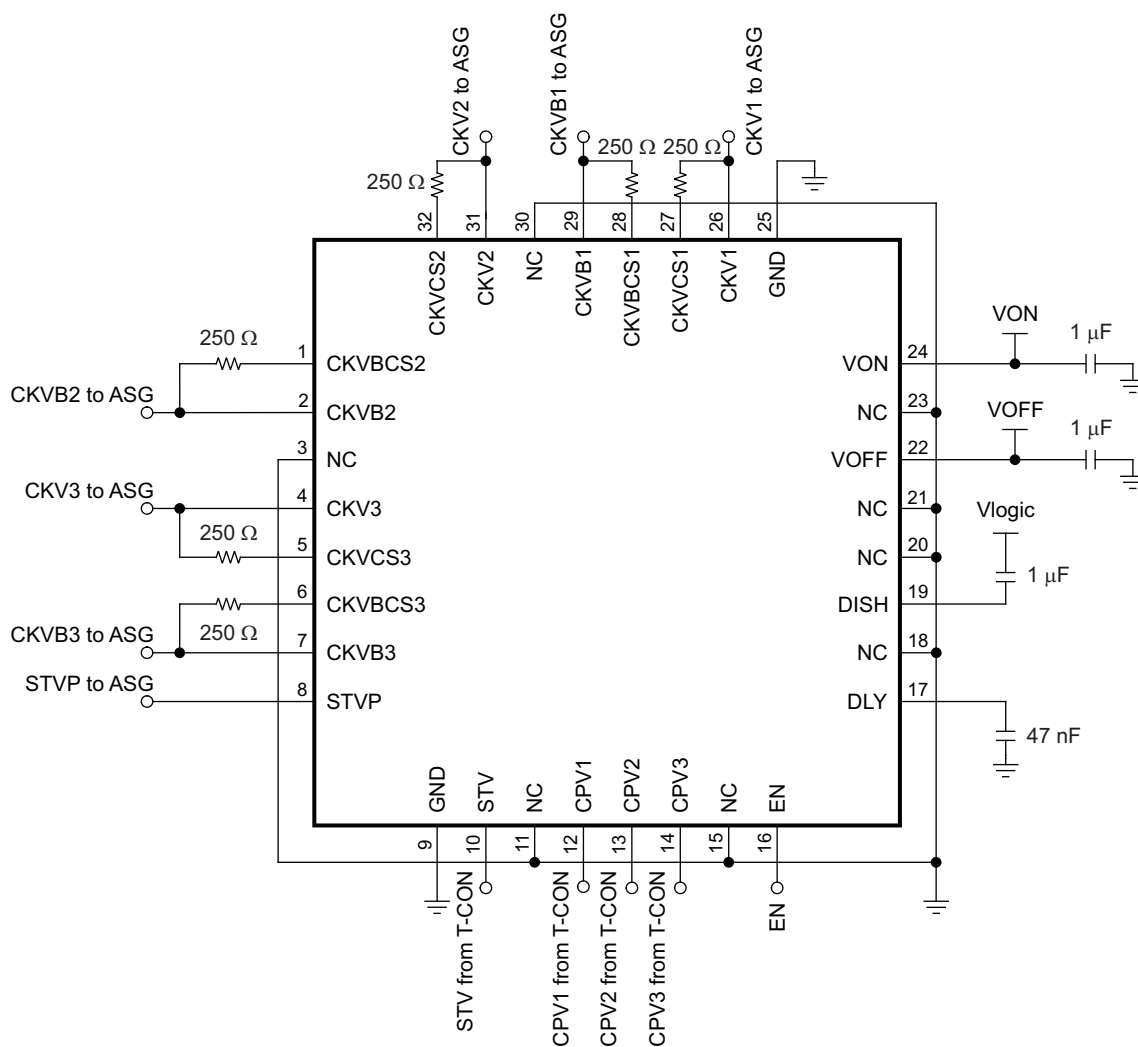 CKV2 to ASG
CKVB1 to ASG
CKV1 to ASG
250 Ω
250 Ω
250 Ω
32
31
30
29
28
27
26
25
CKVCS2
CKV2
NC
CKVB1
CKVBCS1
CKVCS1
CKV1
GND
250 Ω
1
CKVBCS2
CKVB2 to ASG
2
CKVB2
3
NC
CKV3 to ASG
4
CKV3
250 Ω
5
CKVCS3
6
CKVBCS3
250 Ω
CKVB3 to ASG
7
CKVB3
STVP to ASG
8
STVP
VON
1 μF
VON
24
NC
23
VOFF
1 μF
VOFF
22
NC
21
Vlogic
NC
20
1 μF
DISH
19
NC
18
DLY
17
47 nF
GND
STV
NC
CPV1
CPV2
CPV3
NC
EN
9
10
11
12
13
14
15
16
STV from T-CON
CPV1 from T-CON
CPV2 from T-CON
CPV3 from T-CON
EN